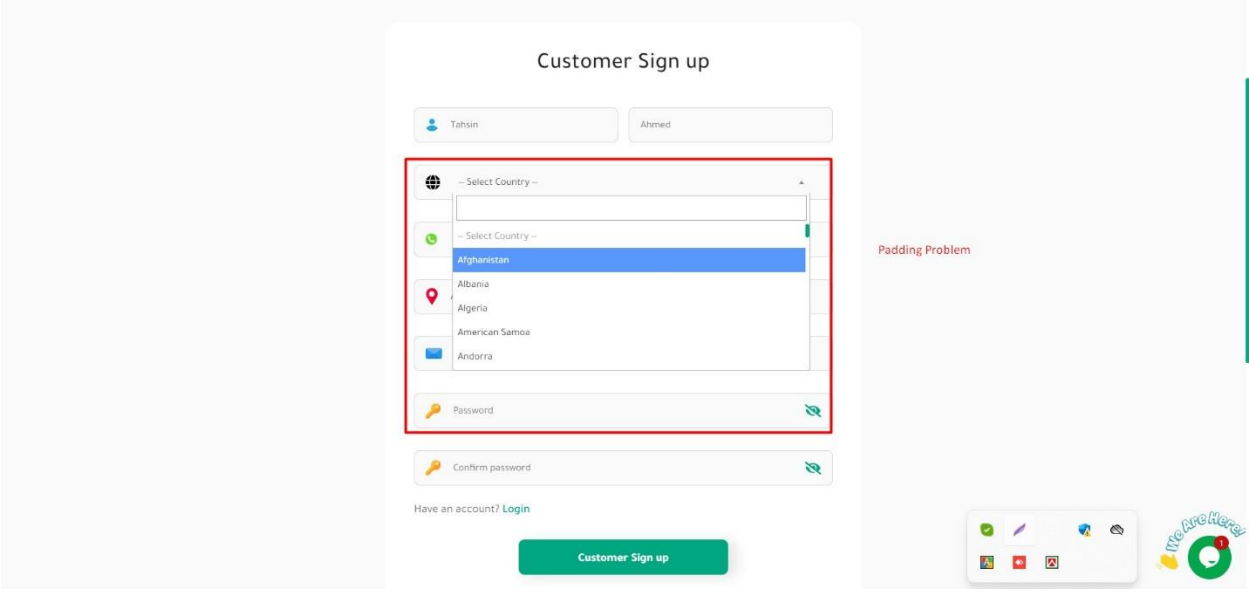 Customer Sign up
Tahsin
Ahmed
-- Select Country --
-- Select Country --
Afghanistan
Padding Problem
Albania
Algeria
American Samoa
Andorra
Password
Confirm password
Have an account? Login
We Are Here!
1
Customer Sign up